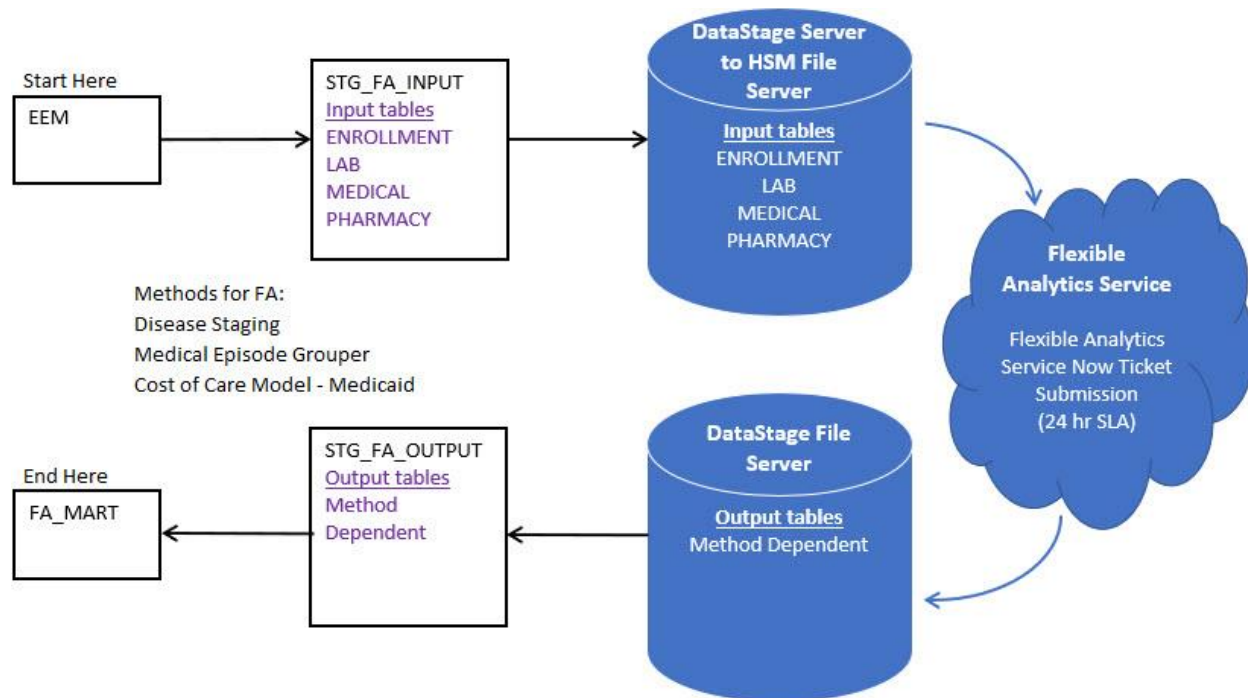 Start Here
EEM
STG_FA_INPUT
Input tables
ENROLLMENT
LAB
MEDICAL
PHARMACY
DataStage Server
to HSM File
Server
Input tables
ENROLLMENT
LAB
MEDICAL
PHARMACY
Flexible
Analytics Service
Flexible Analytics
Service Now Ticket
Submission
(24 hr SLA)
Methods for FA:
Disease Staging
Medical Episode Grouper
Cost of Care Model - Medicaid
DataStage File
Server
Output tables
Method Dependent
STG_FA_OUTPUT
Output tables
Method
Dependent
End Here
FA_MART